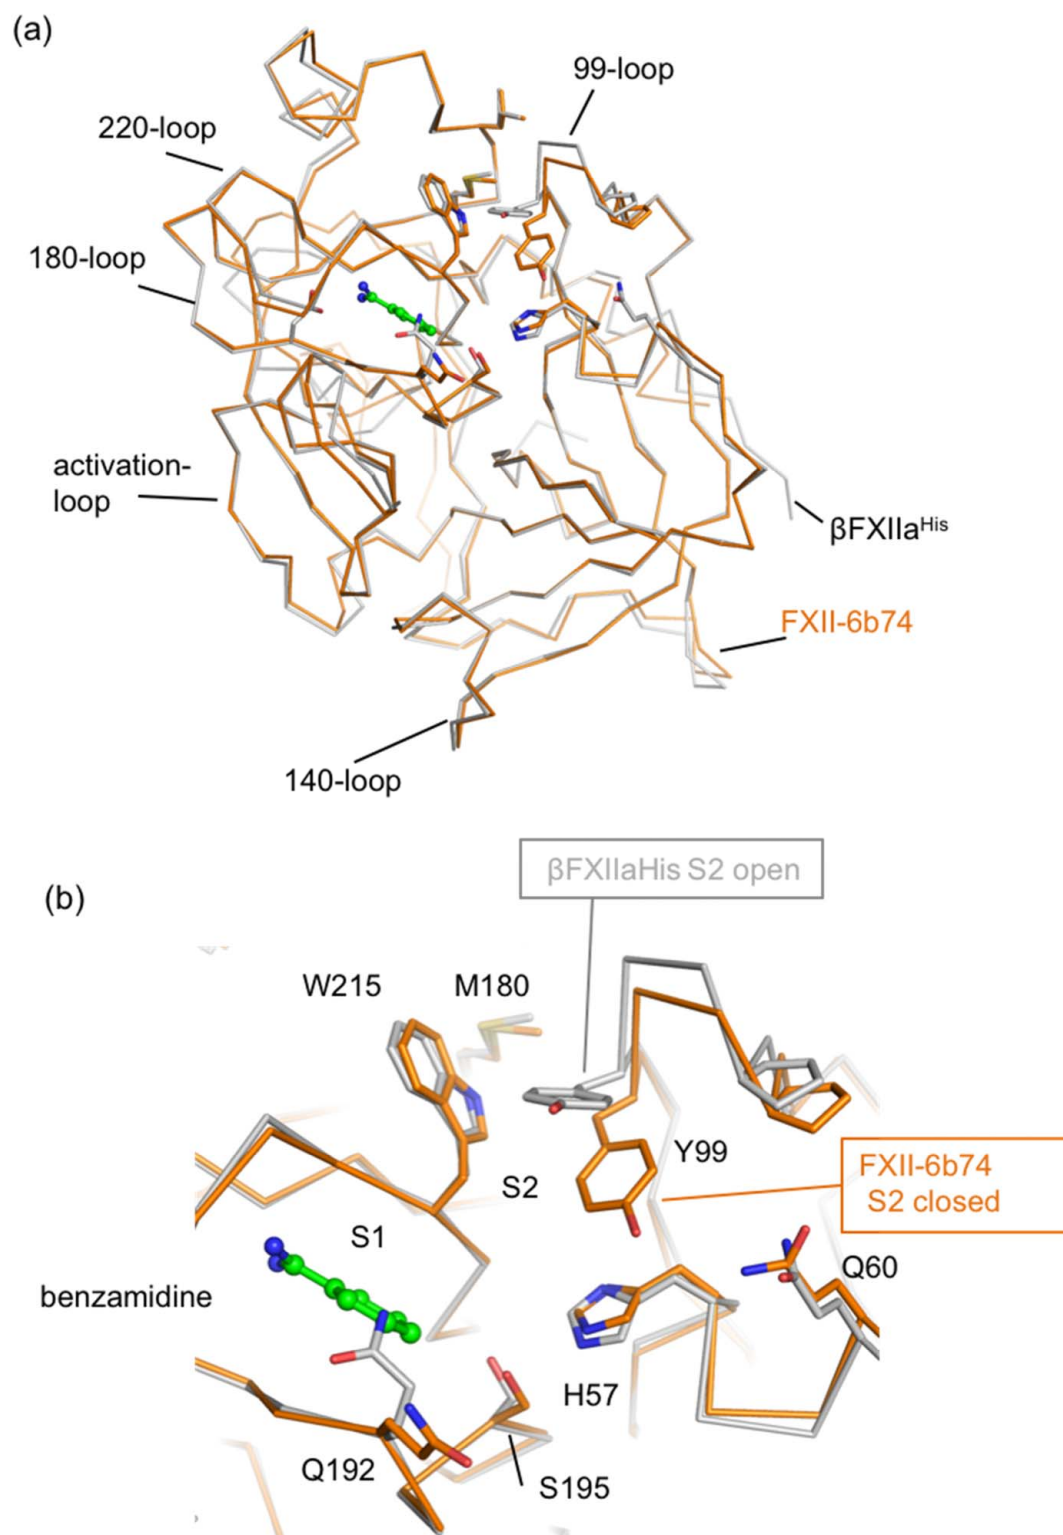 (a)
99-loop
220-loop
180-loop
activation-
loop
βFXIIaHis
FXII-6b74
140-loop
βFXIIaHis S2 open
(b)
W215
M180
Y99
FXII-6b74
S2 closed
S2
S1
Q60
benzamidine
H57
Q192
S195